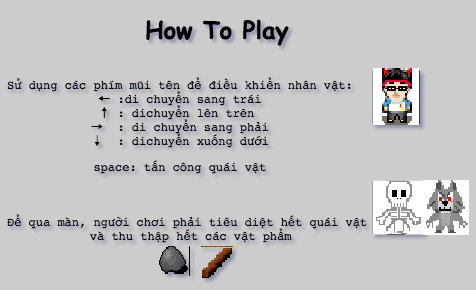 How To Play
Sử dụng các phím mũi tên để điều khiển nhân vật:
← :di chuyển sang trái
↑ : dichuyển lên trên
→ : di chuyển sang phải
↓ : dichuyển xuống dưới
space: tấn công quái vật
Để qua màn, người chơi phải tiêu diệt hết quái vật
và thu thập hết các vật phẩm